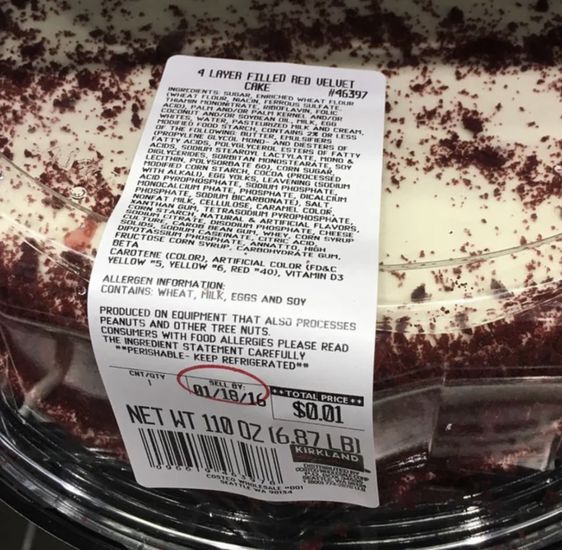 4 LAYER FILLED RED VELVET
CAKE #46397
INGREDIENTS: SUGAR, ENRICHED WHEAT FLOUR
(WHEAT FLOUR, NIACIN, FERROUS SULFATE,
THIAMIN MONONITRATE, RIBOFLAVIN, FOLIC
ACID), PALM AND/OR PALM KERNEL AND/OR
COCONUT AND/OR SOYBEAN OIL, MILK, EGG
WHITES, WATER, PASTEURIZED MILK AND CREAM,
MODIFIED FOOD STARCH, CONTAINS 2% OR LESS
OF THE FOLLOWING: BUTTER, EMULSIFIERS
(PROPYLENE GLYCOL MONO- AND DIESTERS OF
FATTY ACIDS, POLYGLYCEROL ESTERS OF FATTY
ACIDS, SODIUM STEAROYL LACTYLATE, MONO &
DIGLYCERIDES, SORBITAN MONOSTEARATE, SOY
LECITHIN, POLYSORBATE 60), CORN SUGAR,
MODIFIED CORN STARCH, COCOA (PROCESSED
WITH ALKALI), EGG YOLKS, LEAVENING (SODIUM
ACID PYROPHOSPHATE, SODIUM PHOSPHATE,
MONOCALCIUM PHATE, PHOSPHATE, DICALCIUM
PHOSPHATE, SODIUM BICARBONATE), SALT,
NONFAT MILK, CELLULOSE, CARAMEL COLOR,
XANTHAN GUM, TETRASODIUM PYROPHOSPHATE,
CORN STARCH, NATURAL & ARTIFICIAL FLAVORS,
SODIUM CITRATE, DISODIUM PHOSPHATE, CHEESE
SOLIDS, CAROB BEAN GUM, WHEY, CORN SYRUP
DIPOTASSIUM PHOSPHATE, CITRIC ACID,
FRUCTOSE CORN SYRUP, ANNATTO, HIGH
BETA CARBOHYDRATE GUM,
CAROTENE (COLOR), ARTIFICIAL COLOR (FD&C
YELLOW #5, YELLOW #6, RED #40), VITAMIN D3
ALLERGEN INFORMATION:
CONTAINS: WHEAT, MILK, EGGS AND SOY
PRODUCED ON EQUIPMENT THAT ALSO PROCESSES
PEANUTS AND OTHER TREE NUTS.
CONSUMERS WITH FOOD ALLERGIES PLEASE READ
THE INGREDIENT STATEMENT CAREFULLY
**PERISHABLE- KEEP REFRIGERATED**
CNT/QTY
1
SELL BY:
01/18/16
**TOTAL PRICE**
$0.01
NET WT 110 OZ (6.87 LB)
KIRKLAND
DISTRIBUTED BY
COSTCO WHOLESALE #001
SEATTLE WA 98134